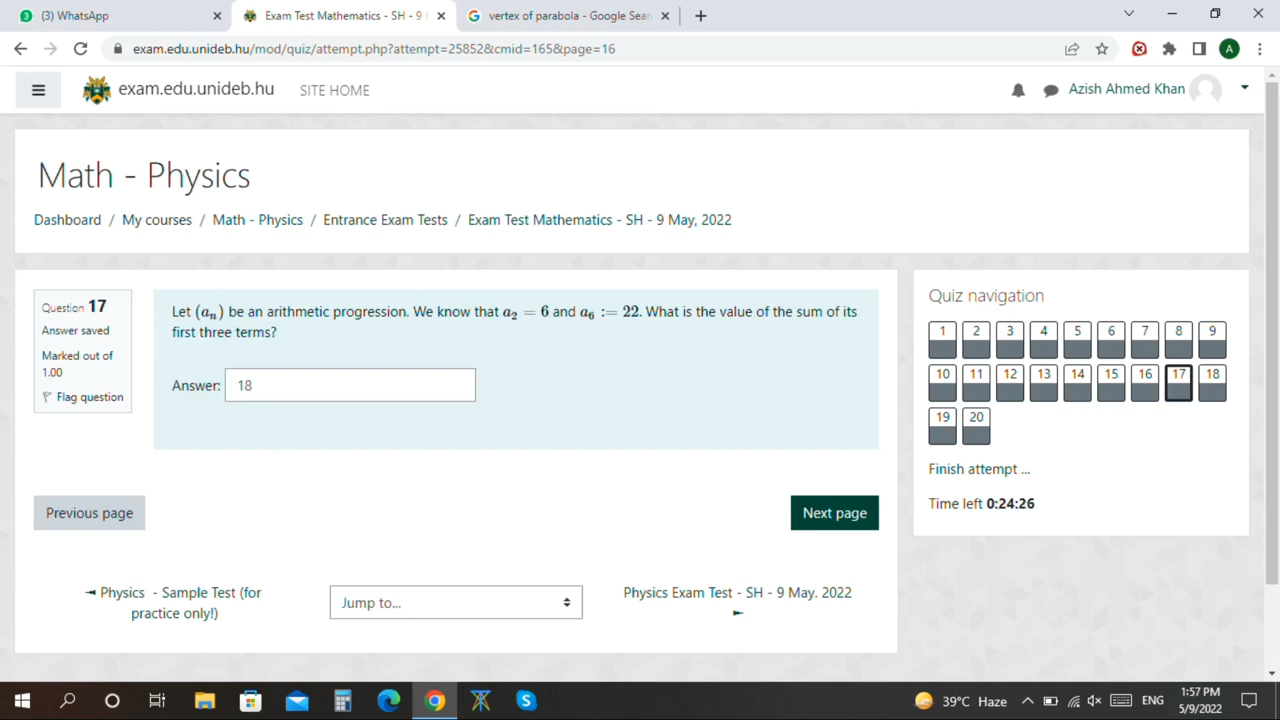 (3) WhatsApp
Exam Test Mathematics - SH - 9
vertex of parabola - Google Sear
exam.edu.unideb.hu/mod/quiz/attempt.php?attempt=25852&cmid=165&page=16
A
exam.edu.unideb.hu
SITE HOME
Azish Ahmed Khan
Math - Physics
Dashboard / My courses / Math - Physics / Entrance Exam Tests / Exam Test Mathematics - SH - 9 May, 2022
Question 17
Answer saved
Marked out of
1.00
Flag question
Let (aₙ) be an arithmetic progression. We know that a₂ = 6 and a₆ := 22. What is the value of the sum of its
first three terms?
Answer: 18
Previous page
Next page
◄ Physics - Sample Test (for
practice only!)
Jump to...
Physics Exam Test - SH - 9 May. 2022
►
Quiz navigation
1 2 3 4 5 6 7 8 9
10 11 12 13 14 15 16 17 18
19 20
Finish attempt ...
Time left 0:24:26
39°C Haze
ENG
1:57 PM
5/9/2022